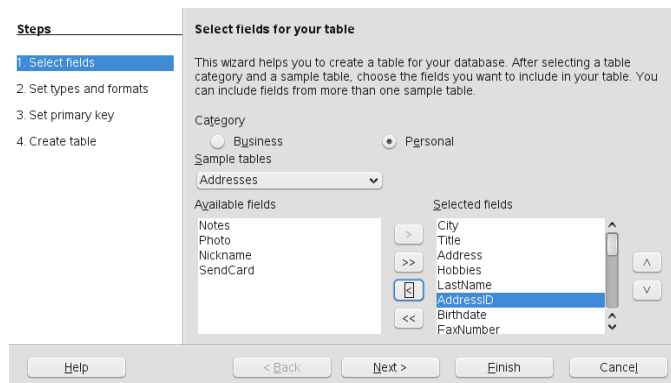 Steps
1. Select fields
2. Set types and formats
3. Set primary key
4. Create table
Select fields for your table
This wizard helps you to create a table for your database. After selecting a table
category and a sample table, choose the fields you want to include in your table. You
can include fields from more than one sample table.
Category
Business
Personal
Sample tables
Addresses
Available fields
Notes
Photo
Nickname
SendCard
>
>>
<
<<
Selected fields
City
Title
Address
Hobbies
LastName
AddressID
Birthdate
FaxNumber
Help
< Back
Next >
Finish
Cancel